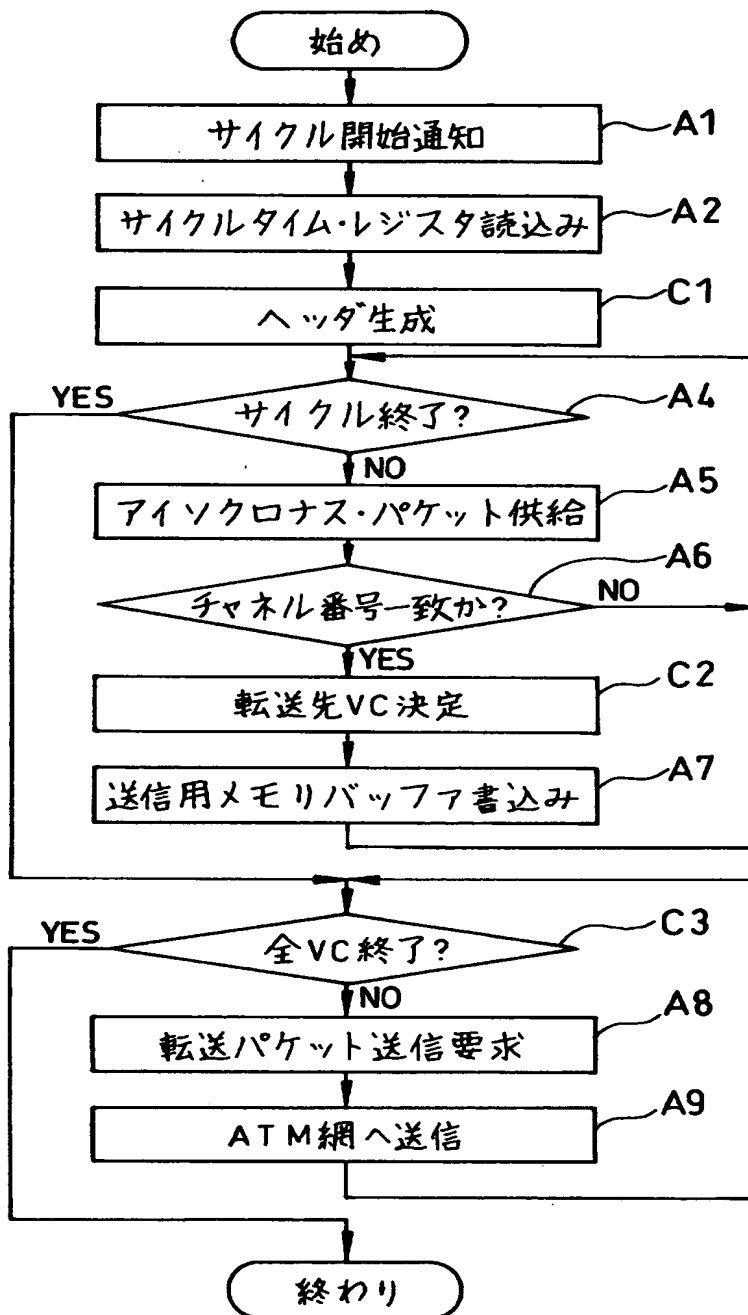 始め
サイクル開始通知
A1
サイクルタイム・レジスタ読込み
A2
ヘッダ生成
C1
YES
サイクル終了?
A4
NO
アイソクロナス・パケット供給
A5
チャネル番号一致か?
A6
NO
YES
転送先VC決定
C2
送信用メモリバッファ書込み
A7
YES
全VC終了?
C3
NO
転送パケット送信要求
A8
ATM網へ送信
A9
終わり